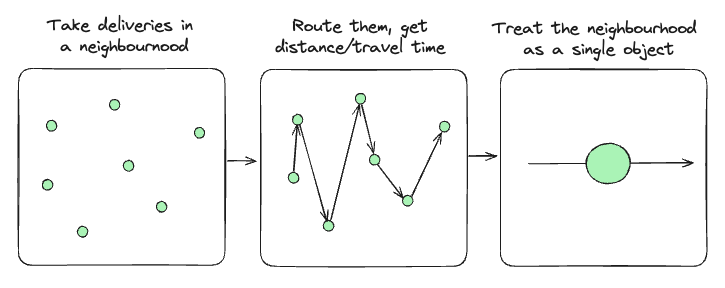 Take deliveries in
a neighbournood
Route them, get
distance/travel time
Treat the neighbourhood
as a single object